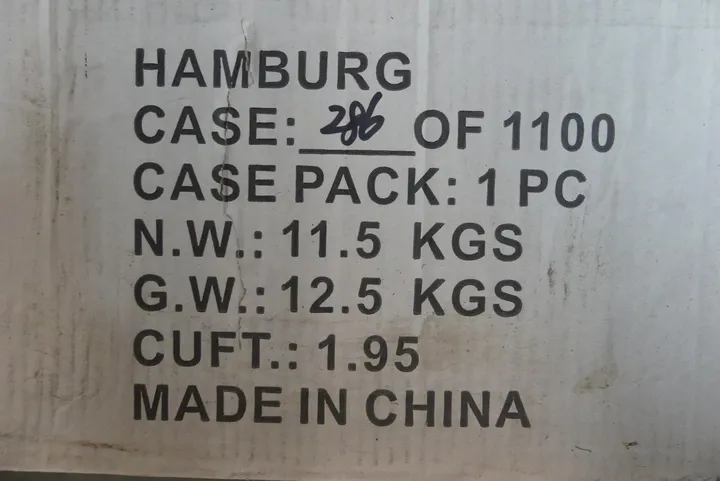 HAMBURG
CASE: 286 OF 1100
CASE PACK: 1 PC
N.W.: 11.5 KGS
G.W.: 12.5 KGS
CUFT.: 1.95
MADE IN CHINA